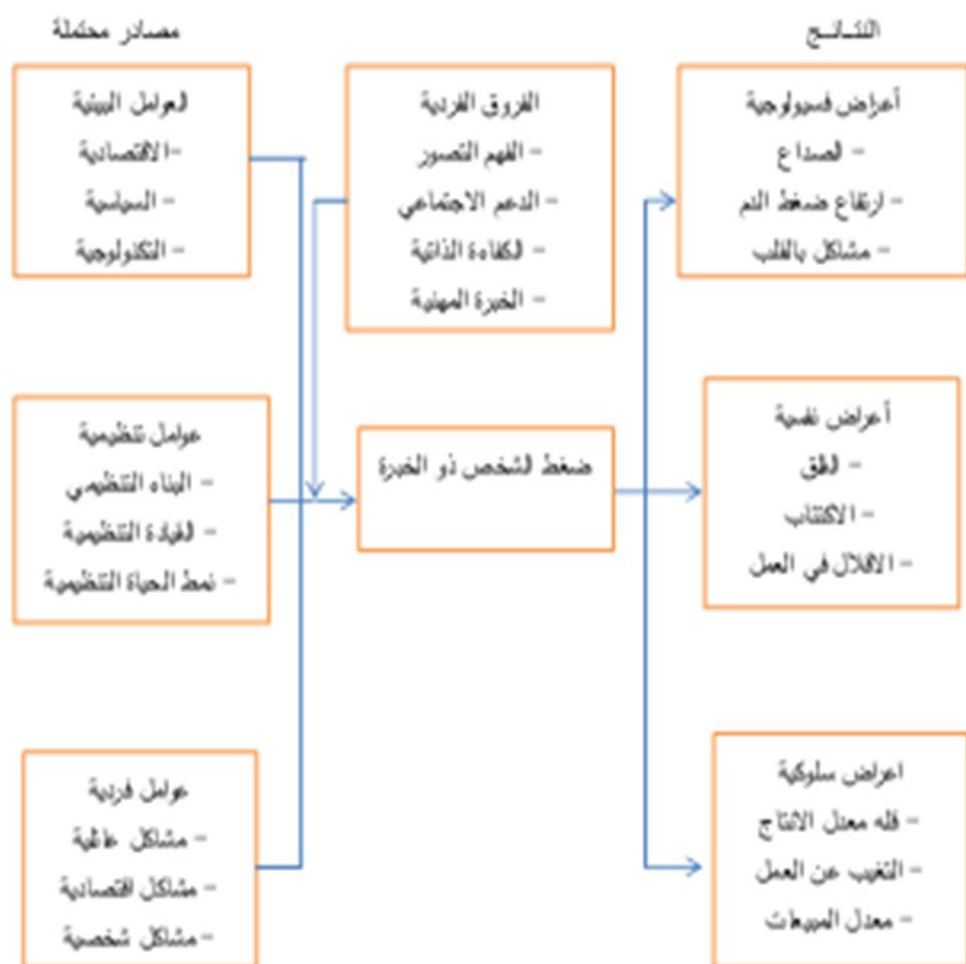 مصادر محتملة
النتائج
العوامل البيئية
-الاقتصادية
- السياسية
- التكنولوجية
الفروق الفردية
- الفهم التصور
- الدعم الاجتماعي
- الكفاءة الذاتية
- الخبرة المهنية
أعراض فسيولوجية
- الصداع
- ارتفاع ضغط الدم
- مشاكل بالقلب
عوامل تنظيمية
- البناء التنظيمي
- القيادة التنظيمية
- نمط الحياة التنظيمية
ضغط الشخص ذو الخبرة
أعراض نفسية
- القلق
- الاكتئاب
- الاقلال في العمل
عوامل فردية
- مشاكل عائلية
- مشاكل اقتصادية
- مشاكل شخصية
اعراض سلوكية
- قله معدل الانتاج
- التغيب عن العمل
- معدل المبيعات